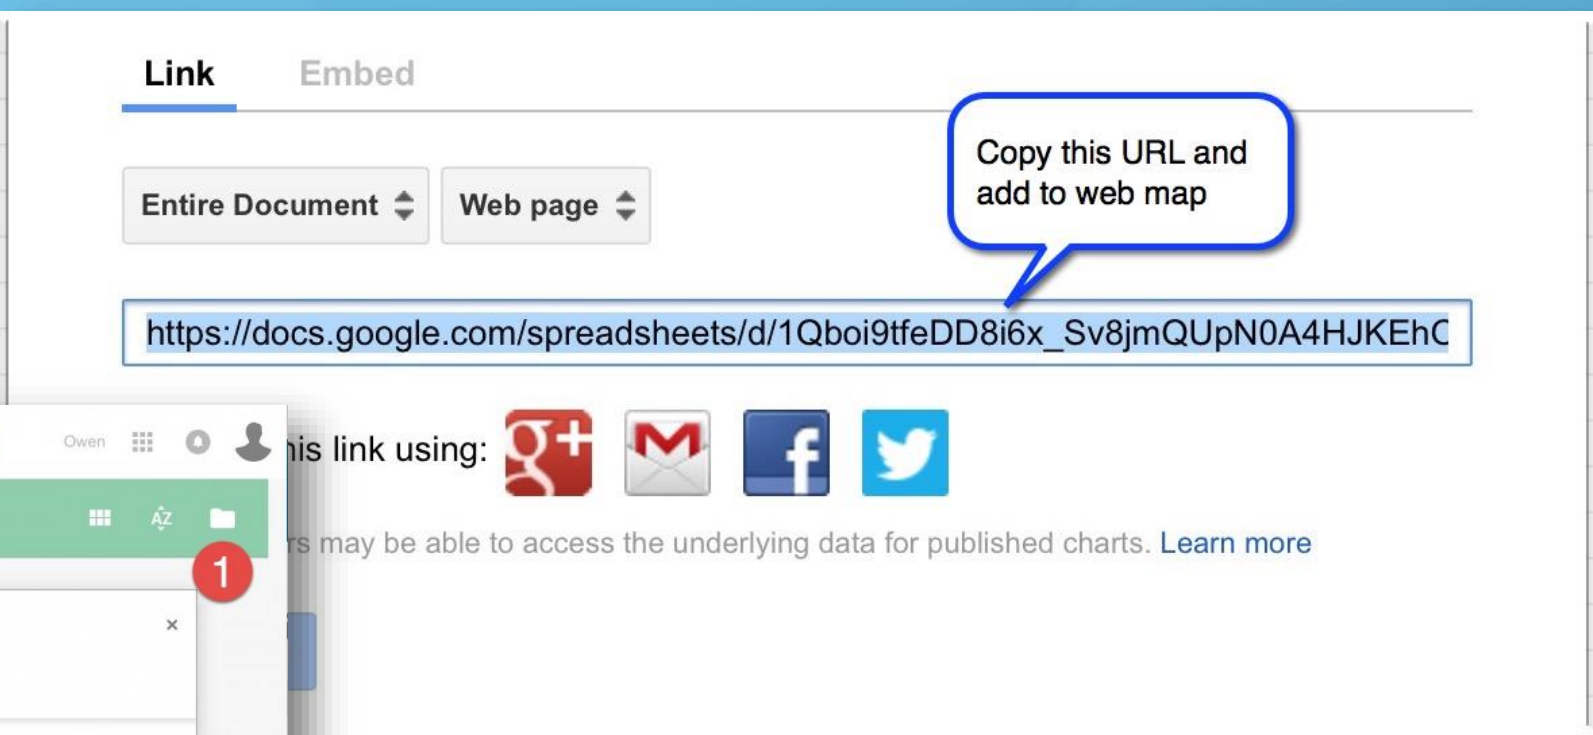 Link Embed
Copy this URL and
add to web map
Entire Document Web page
https://docs.google.com/spreadsheets/d/1Qboi9tfeDD8i6x_Sv8jmQUpN0A4HJKEhC
Owen
his link using:
g+ M f
AZ
rs may be able to access the underlying data for published charts. Learn more
1
×